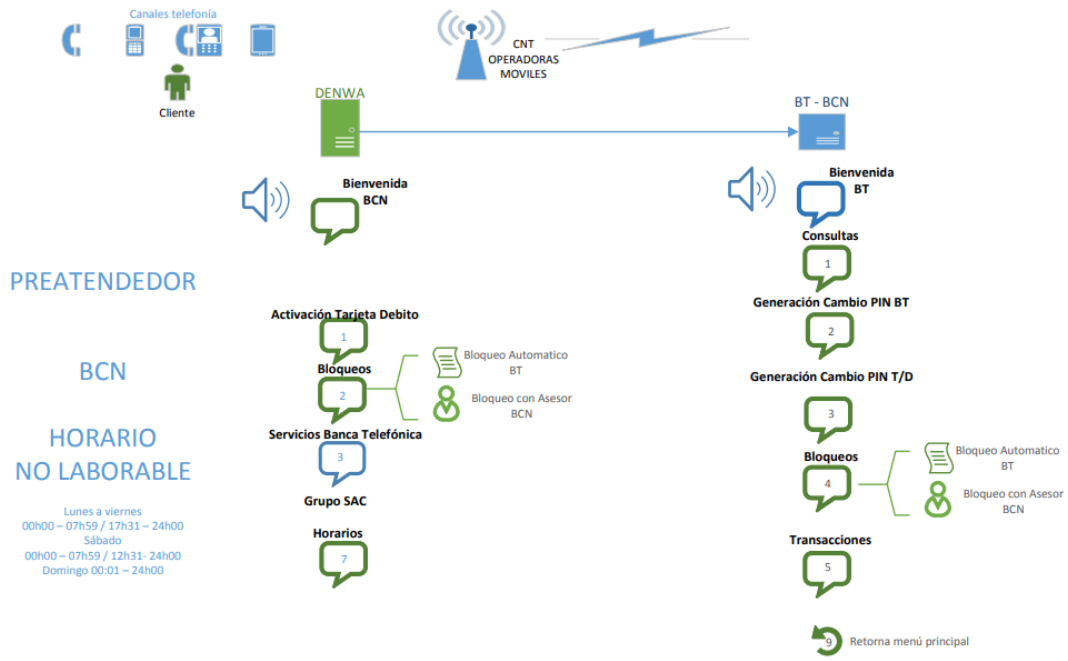 Canales telefonía
Cliente
CNT
OPERADORAS
MOVILES
DENWA
BT - BCN
Bienvenida
BCN
Bienvenida
BT
PREATENDEDOR
BCN
HORARIO
NO LABORABLE
Lunes a viernes
00h00 – 07h59 / 17h31 – 24h00
Sábado
00h00 – 07h59 / 12h31- 24h00
Domingo 00:01 – 24h00
Activación Tarjeta Debito
1
Bloqueos
2
Bloqueo Automatico
BT
Bloqueo con Asesor
BCN
Servicios Banca Telefónica
3
Grupo SAC
Horarios
7
Consultas
1
Generación Cambio PIN BT
2
Generación Cambio PIN T/D
3
Bloqueos
4
Bloqueo Automatico
BT
Bloqueo con Asesor
BCN
Transacciones
5
9
Retorna menú principal